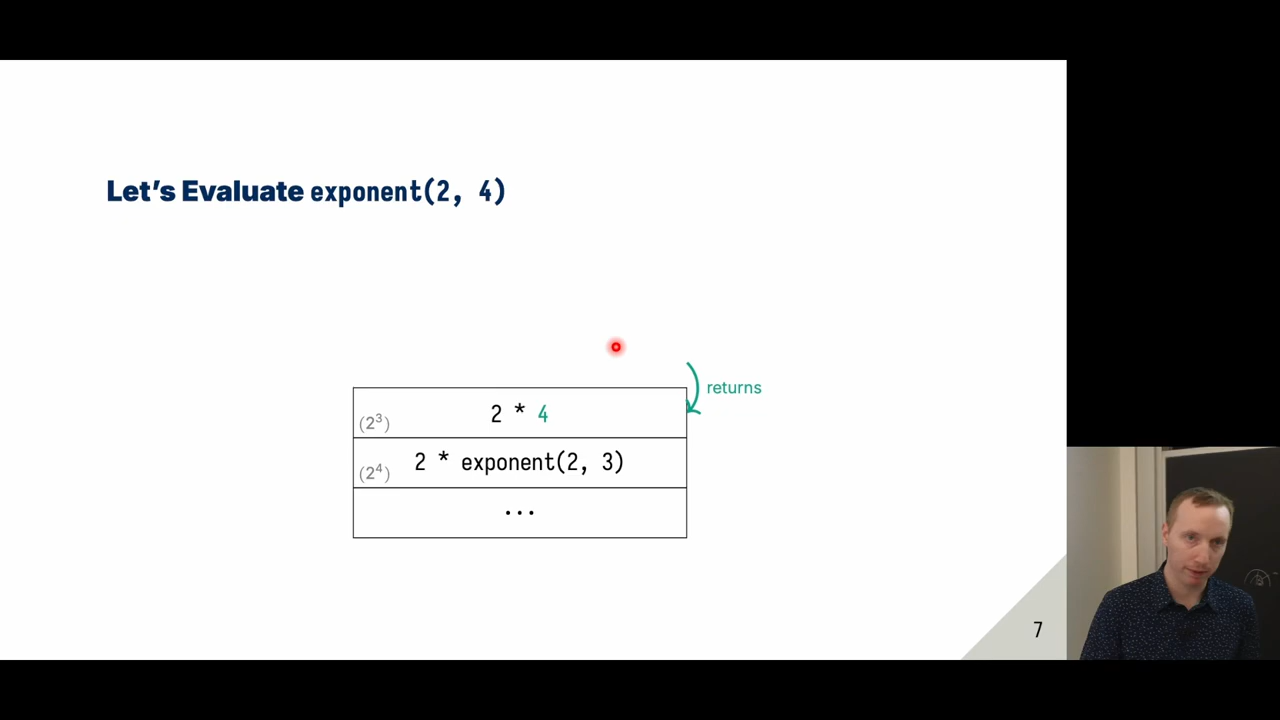 Let's Evaluate exponent(2, 4)
returns
(2³) 2 * 4
(2⁴) 2 * exponent(2, 3)
...
7